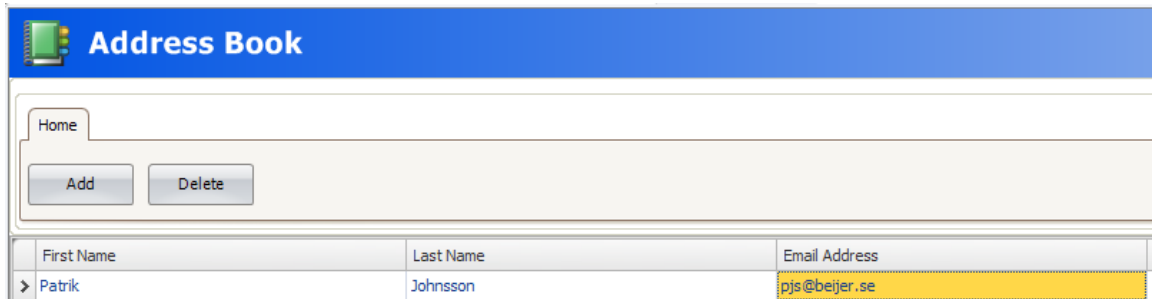 Address Book
Home
Add Delete
First Name Last Name Email Address
Patrik Johnsson pjs@beijer.se